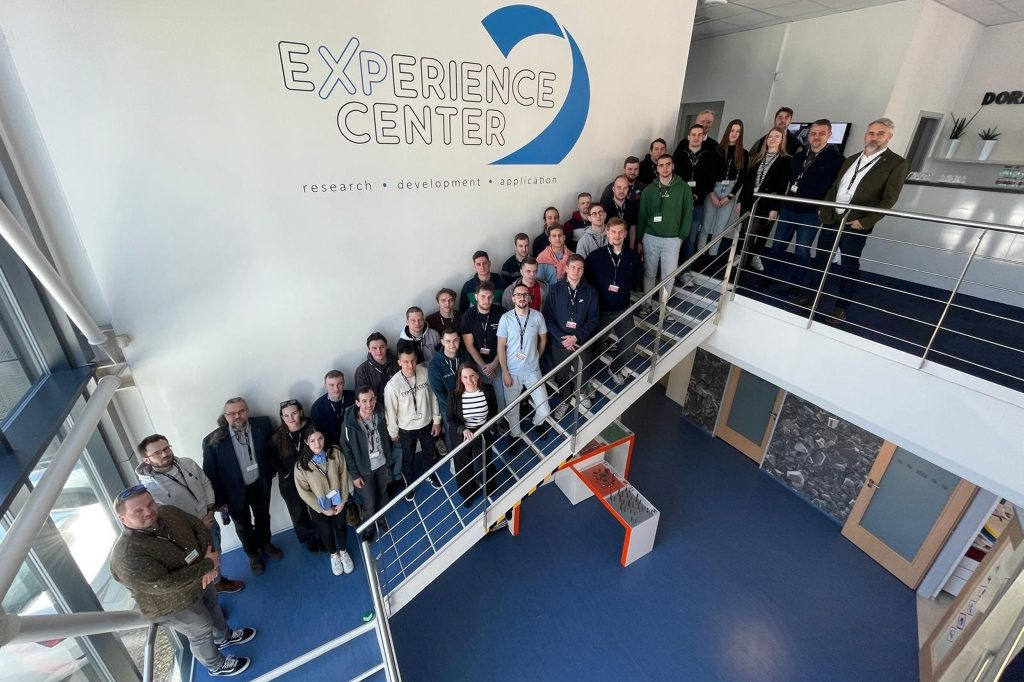 EXPERIENCE
CENTER
research • development • application
DOR